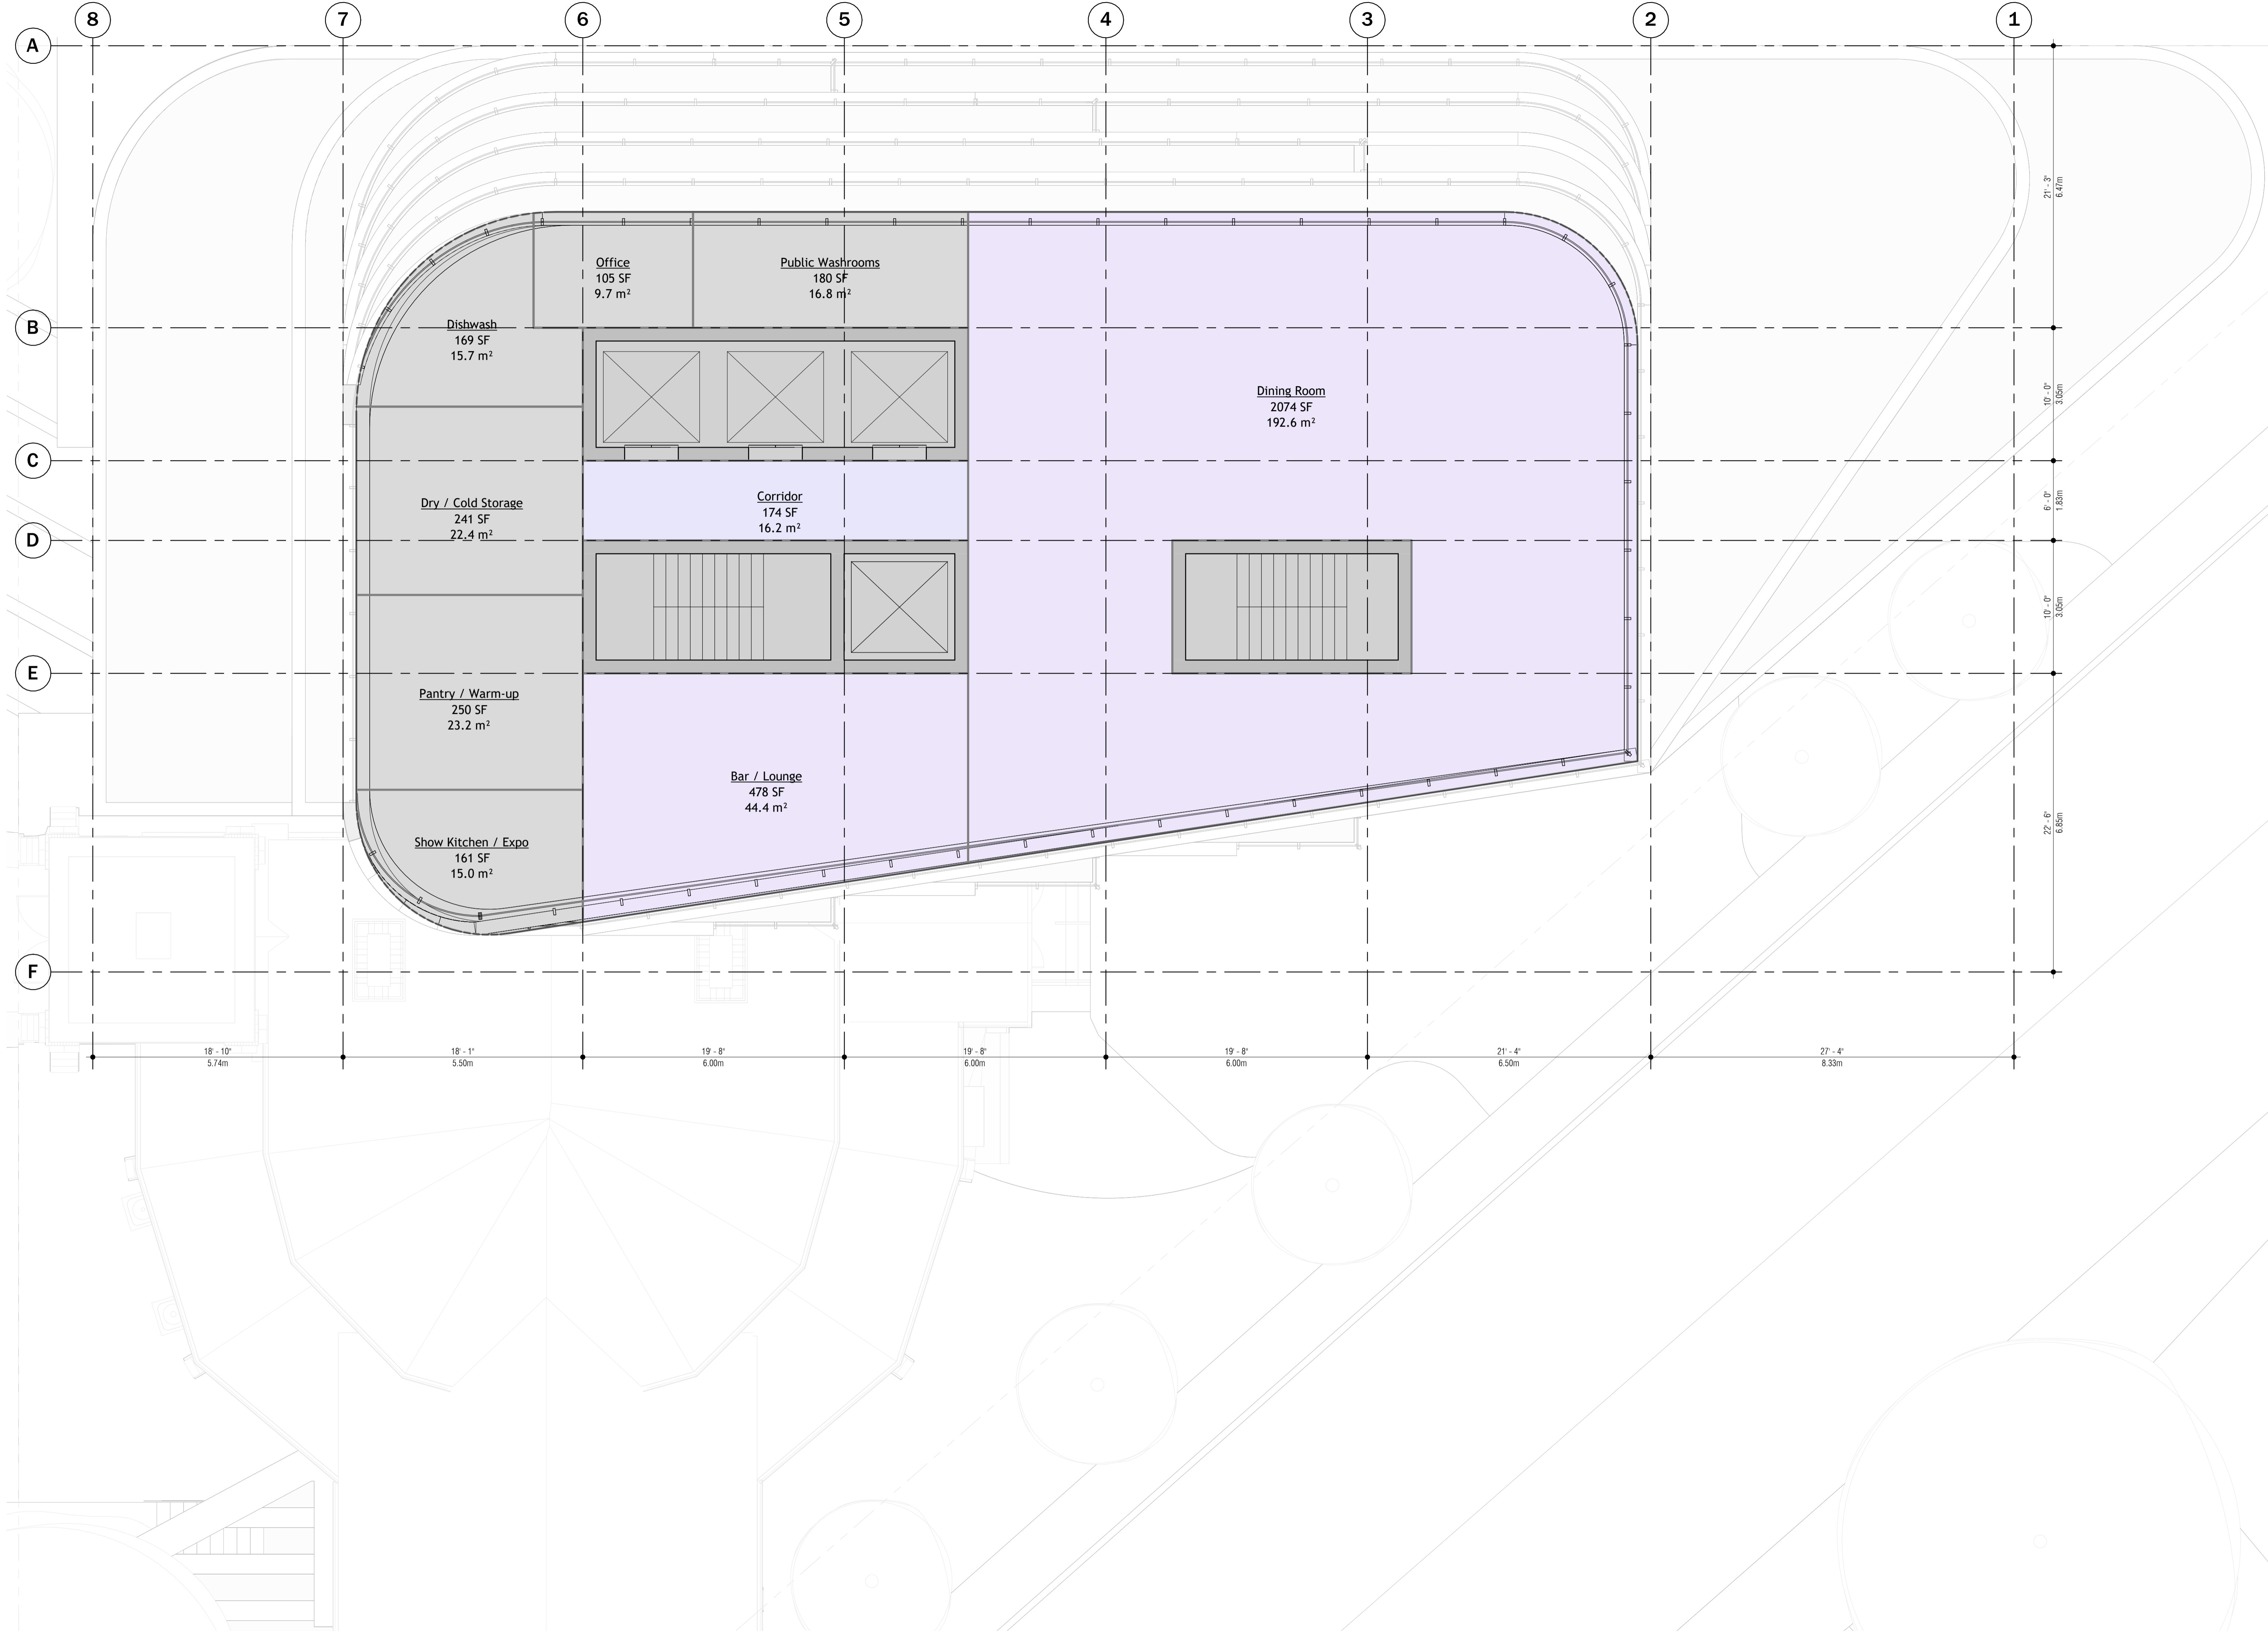 8
7
6
5
4
3
2
1
A
B
C
D
E
F
Office
105 SF
9.7 m²
Public Washrooms
180 SF
16.8 m²
Dishwash
169 SF
15.7 m²
Dining Room
2074 SF
192.6 m²
Corridor
174 SF
16.2 m²
Dry / Cold Storage
241 SF
22.4 m²
Pantry / Warm-up
250 SF
23.2 m²
Bar / Lounge
478 SF
44.4 m²
Show Kitchen / Expo
161 SF
15.0 m²
21' - 3"
6.47m
10' - 0"
3.05m
6' - 0"
1.83m
10' - 0"
3.05m
22' - 6"
6.85m
18' - 10"
5.74m
18' - 1"
5.50m
19' - 8"
6.00m
19' - 8"
6.00m
19' - 8"
6.00m
21' - 4"
6.50m
27' - 4"
8.33m